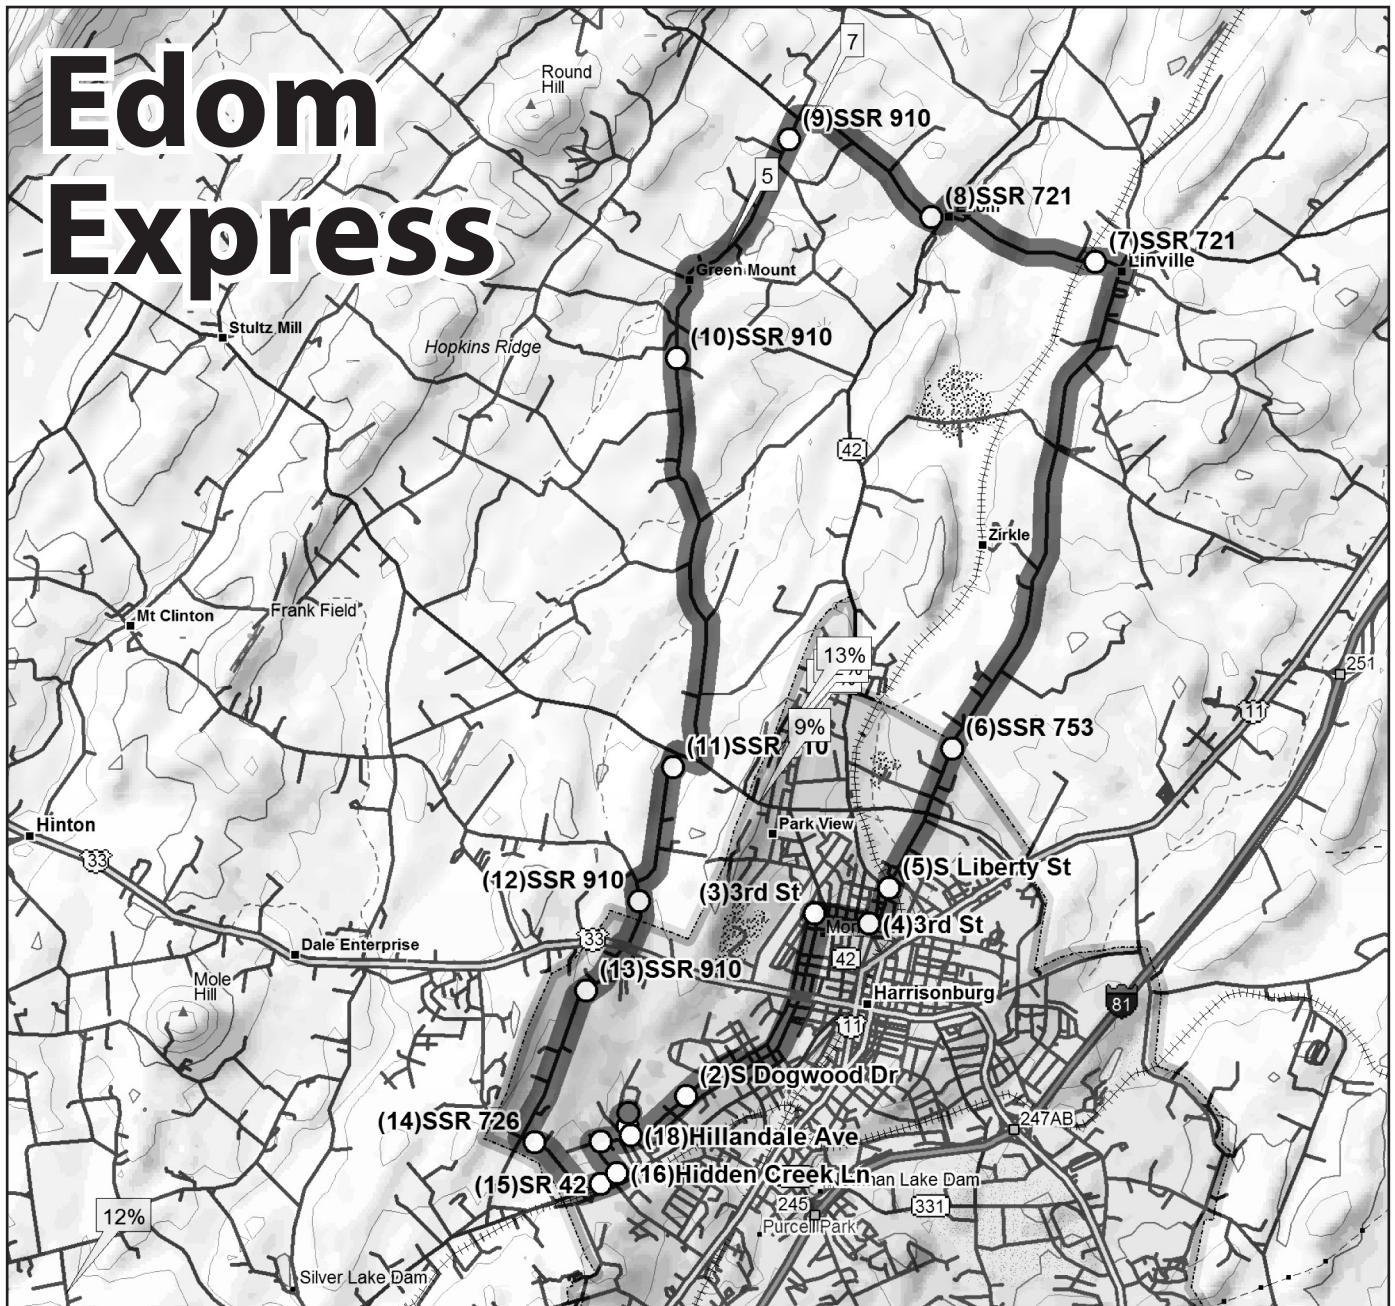 Edom
Express
7
Round
Hill
(9)SSR 910
5
(8)SSR 721
(7)SSR 721
Linville
Green Mount
Stultz Mill
(10)SSR 910
Hopkins Ridge
42
Zirkle
Frank Field
Mt Clinton
13%
251
11
9%
(6)SSR 753
(11)SSR
10
Park View
Hinton
33
(5)S Liberty St
(12)SSR 910
(3)3rd St
(4)3rd St
33
Dale Enterprise
42
(13)SSR 910
Mole
Hill
Harrisonburg
81
11
(2)S Dogwood Dr
(14)SSR 726
247AB
(18)Hillandale Ave
(16)Hidden Creek Ln
(15)SR 42
Lake Dam
245
331
12%
Purcell Park
Silver Lake Dam